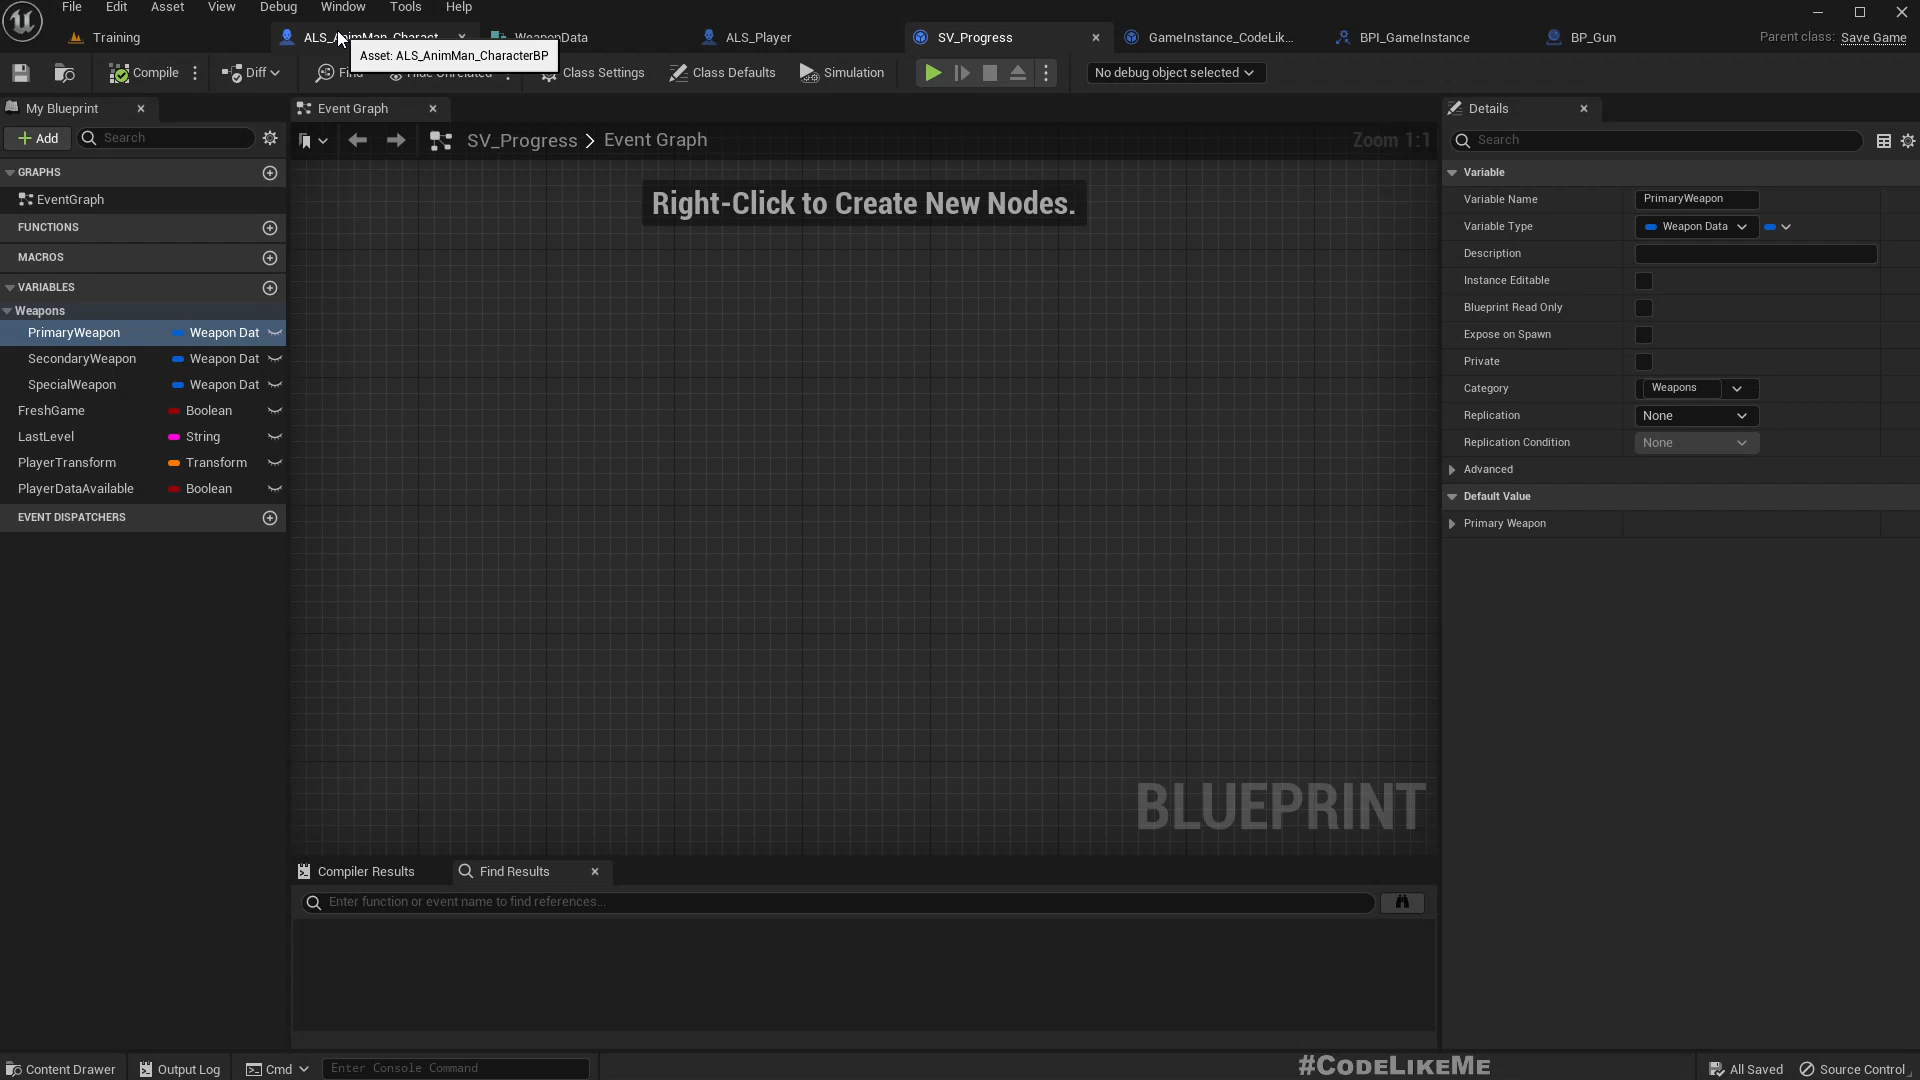 File Edit Asset View Debug Window Tools Help
Training ALS_AnimMan_Charact... WeaponData ALS_Player SV_Progress GameInstance_CodeLik... BPI_GameInstance BP_Gun Parent class: Save Game
Asset: ALS_AnimMan_CharacterBP
Compile Diff Find Hide Unrelated Class Settings Class Defaults Simulation No debug object selected
My Blueprint Event Graph Details
Add Search SV_Progress > Event Graph Zoom 1:1 Search
GRAPHS
EventGraph
FUNCTIONS
MACROS
VARIABLES
Weapons
PrimaryWeapon Weapon Dat
SecondaryWeapon Weapon Dat
SpecialWeapon Weapon Dat
FreshGame Boolean
LastLevel String
PlayerTransform Transform
PlayerDataAvailable Boolean
EVENT DISPATCHERS
Right-Click to Create New Nodes.
BLUEPRINT
Variable
Variable Name PrimaryWeapon
Variable Type Weapon Data
Description
Instance Editable
Blueprint Read Only
Expose on Spawn
Private
Category Weapons
Replication None
Replication Condition None
Advanced
Default Value
Primary Weapon
Compiler Results Find Results
Enter function or event name to find references...
Content Drawer Output Log Cmd Enter Console Command #CODELIKEME All Saved Source Control